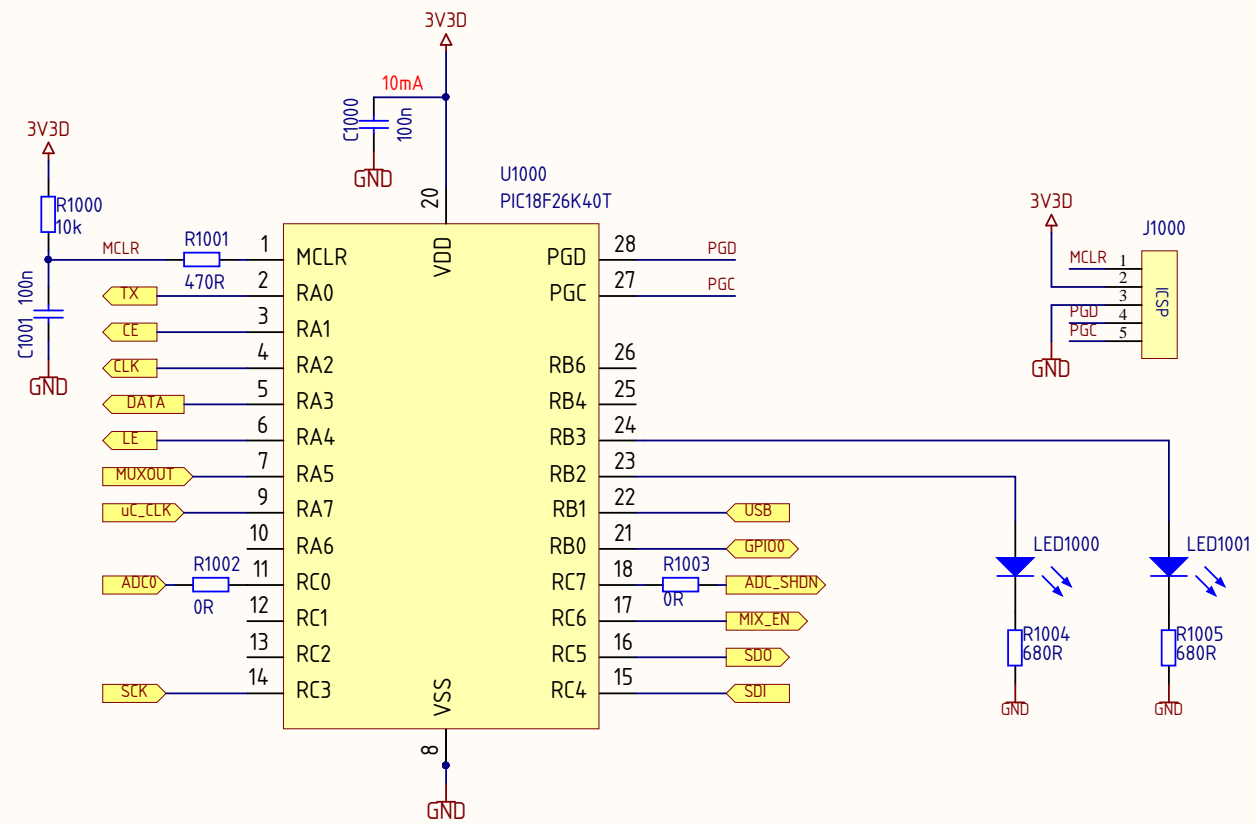 3V3D
10mA
C1000
100n
GND
3V3D
R1000
10k
MCLR
R1001
470R
C1001 100n
GND
U1000
PIC18F26K40T
20
VDD
1 MCLR
TX 2 RA0
CE 3 RA1
CLK 4 RA2
DATA 5 RA3
LE 6 RA4
MUXOUT 7 RA5
uC_CLK 9 RA7
10 RA6
R1002
ADC0 11 RC0
0R
12 RC1
13 RC2
SCK 14 RC3
VSS
8
GND
PGD 28 PGD
PGC 27 PGC
RB6 26
RB4 25
RB3 24
RB2 23
RB1 22 USB
RB0 21 GPIO0
R1003
RC7 18 ADC_SHDN
0R
RC6 17 MIX_EN
RC5 16 SDO
RC4 15 SDI
3V3D
J1000
MCLR 1
2
3
PGD 4
PGC 5
ICSP
GND
LED1000
R1004
680R
GND
LED1001
R1005
680R
GND